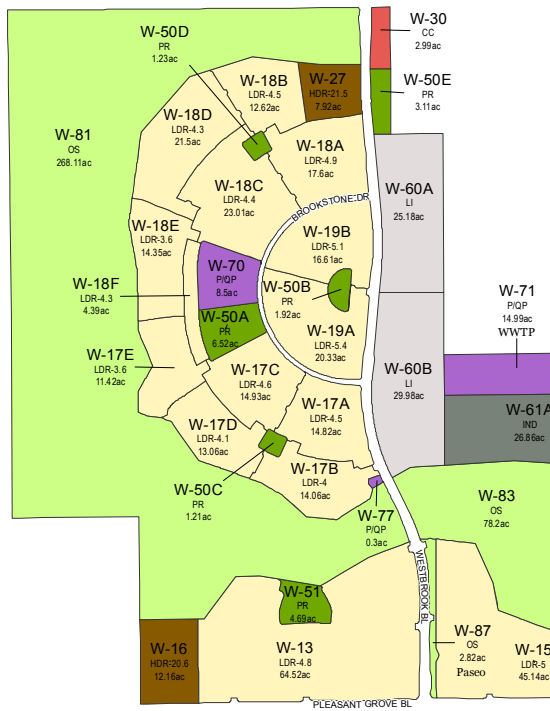 W-30
CC
2.99ac
W-50D
PR
1.23ac
W-50E
PR
3.11ac
W-18B
LDR-4.5
12.62ac
W-27
HDR-21.5
7.92ac
W-18D
LDR-4.3
21.5ac
W-81
OS
268.11ac
W-18A
LDR-4.9
17.6ac
W-18C
LDR-4.4
23.01ac
W-60A
LI
25.18ac
BROOKSTONE DR
W-18E
LDR-3.6
14.35ac
W-19B
LDR-5.1
16.61ac
W-70
P/QP
8.5ac
W-71
P/QP
14.99ac
WWTP
W-18F
LDR-4.3
4.39ac
W-50B
PR
1.92ac
W-50A
PR
6.52ac
W-19A
LDR-5.4
20.33ac
W-17E
LDR-3.6
11.42ac
W-60B
LI
29.98ac
W-17C
LDR-4.6
14.93ac
W-17A
LDR-4.5
14.82ac
W-61A
IND
26.86ac
W-17D
LDR-4.1
13.06ac
W-17B
LDR-4
14.06ac
W-50C
PR
1.21ac
W-83
OS
78.2ac
W-77
P/QP
0.3ac
WESTBROOK BL
W-51
PR
4.69ac
W-16
HDR-20.6
12.16ac
W-13
LDR-4.8
64.52ac
W-87
OS
2.82ac
Paseo
W-15
LDR-5
45.14ac
PLEASANT GROVE BL